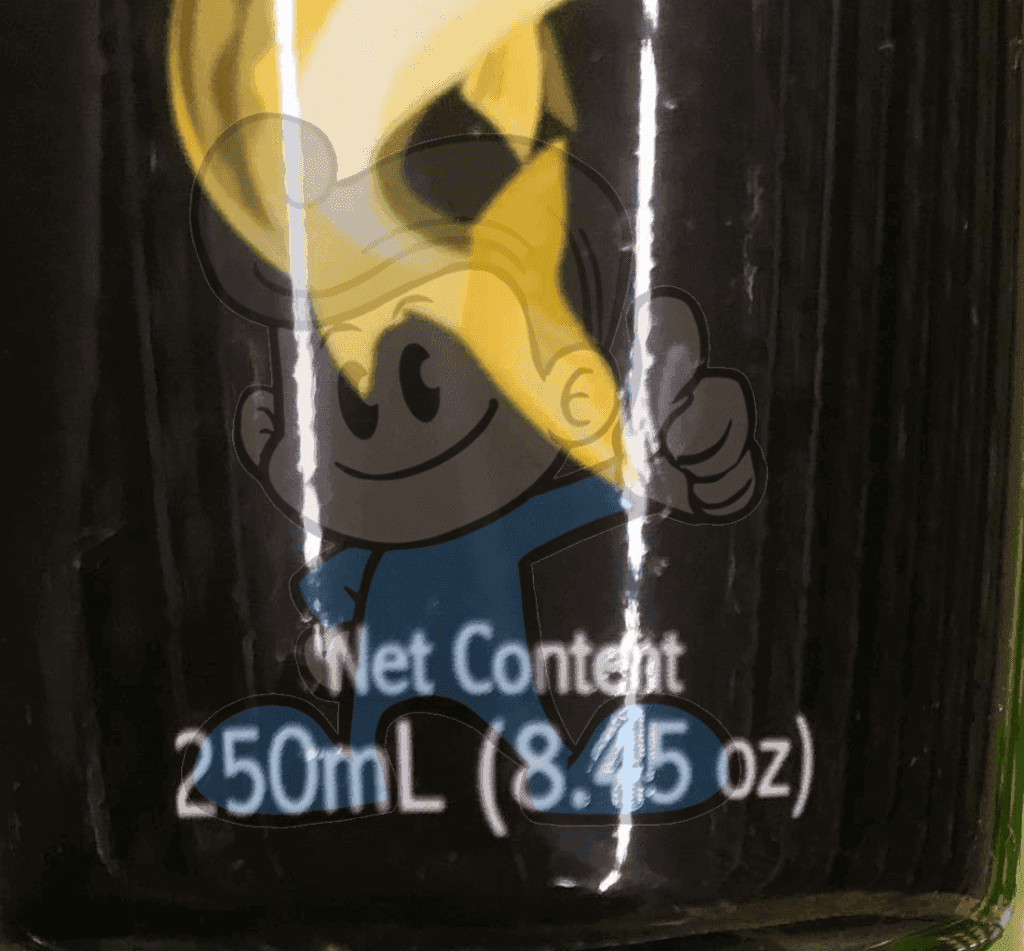 Net Content
250mL (8.45 oz)